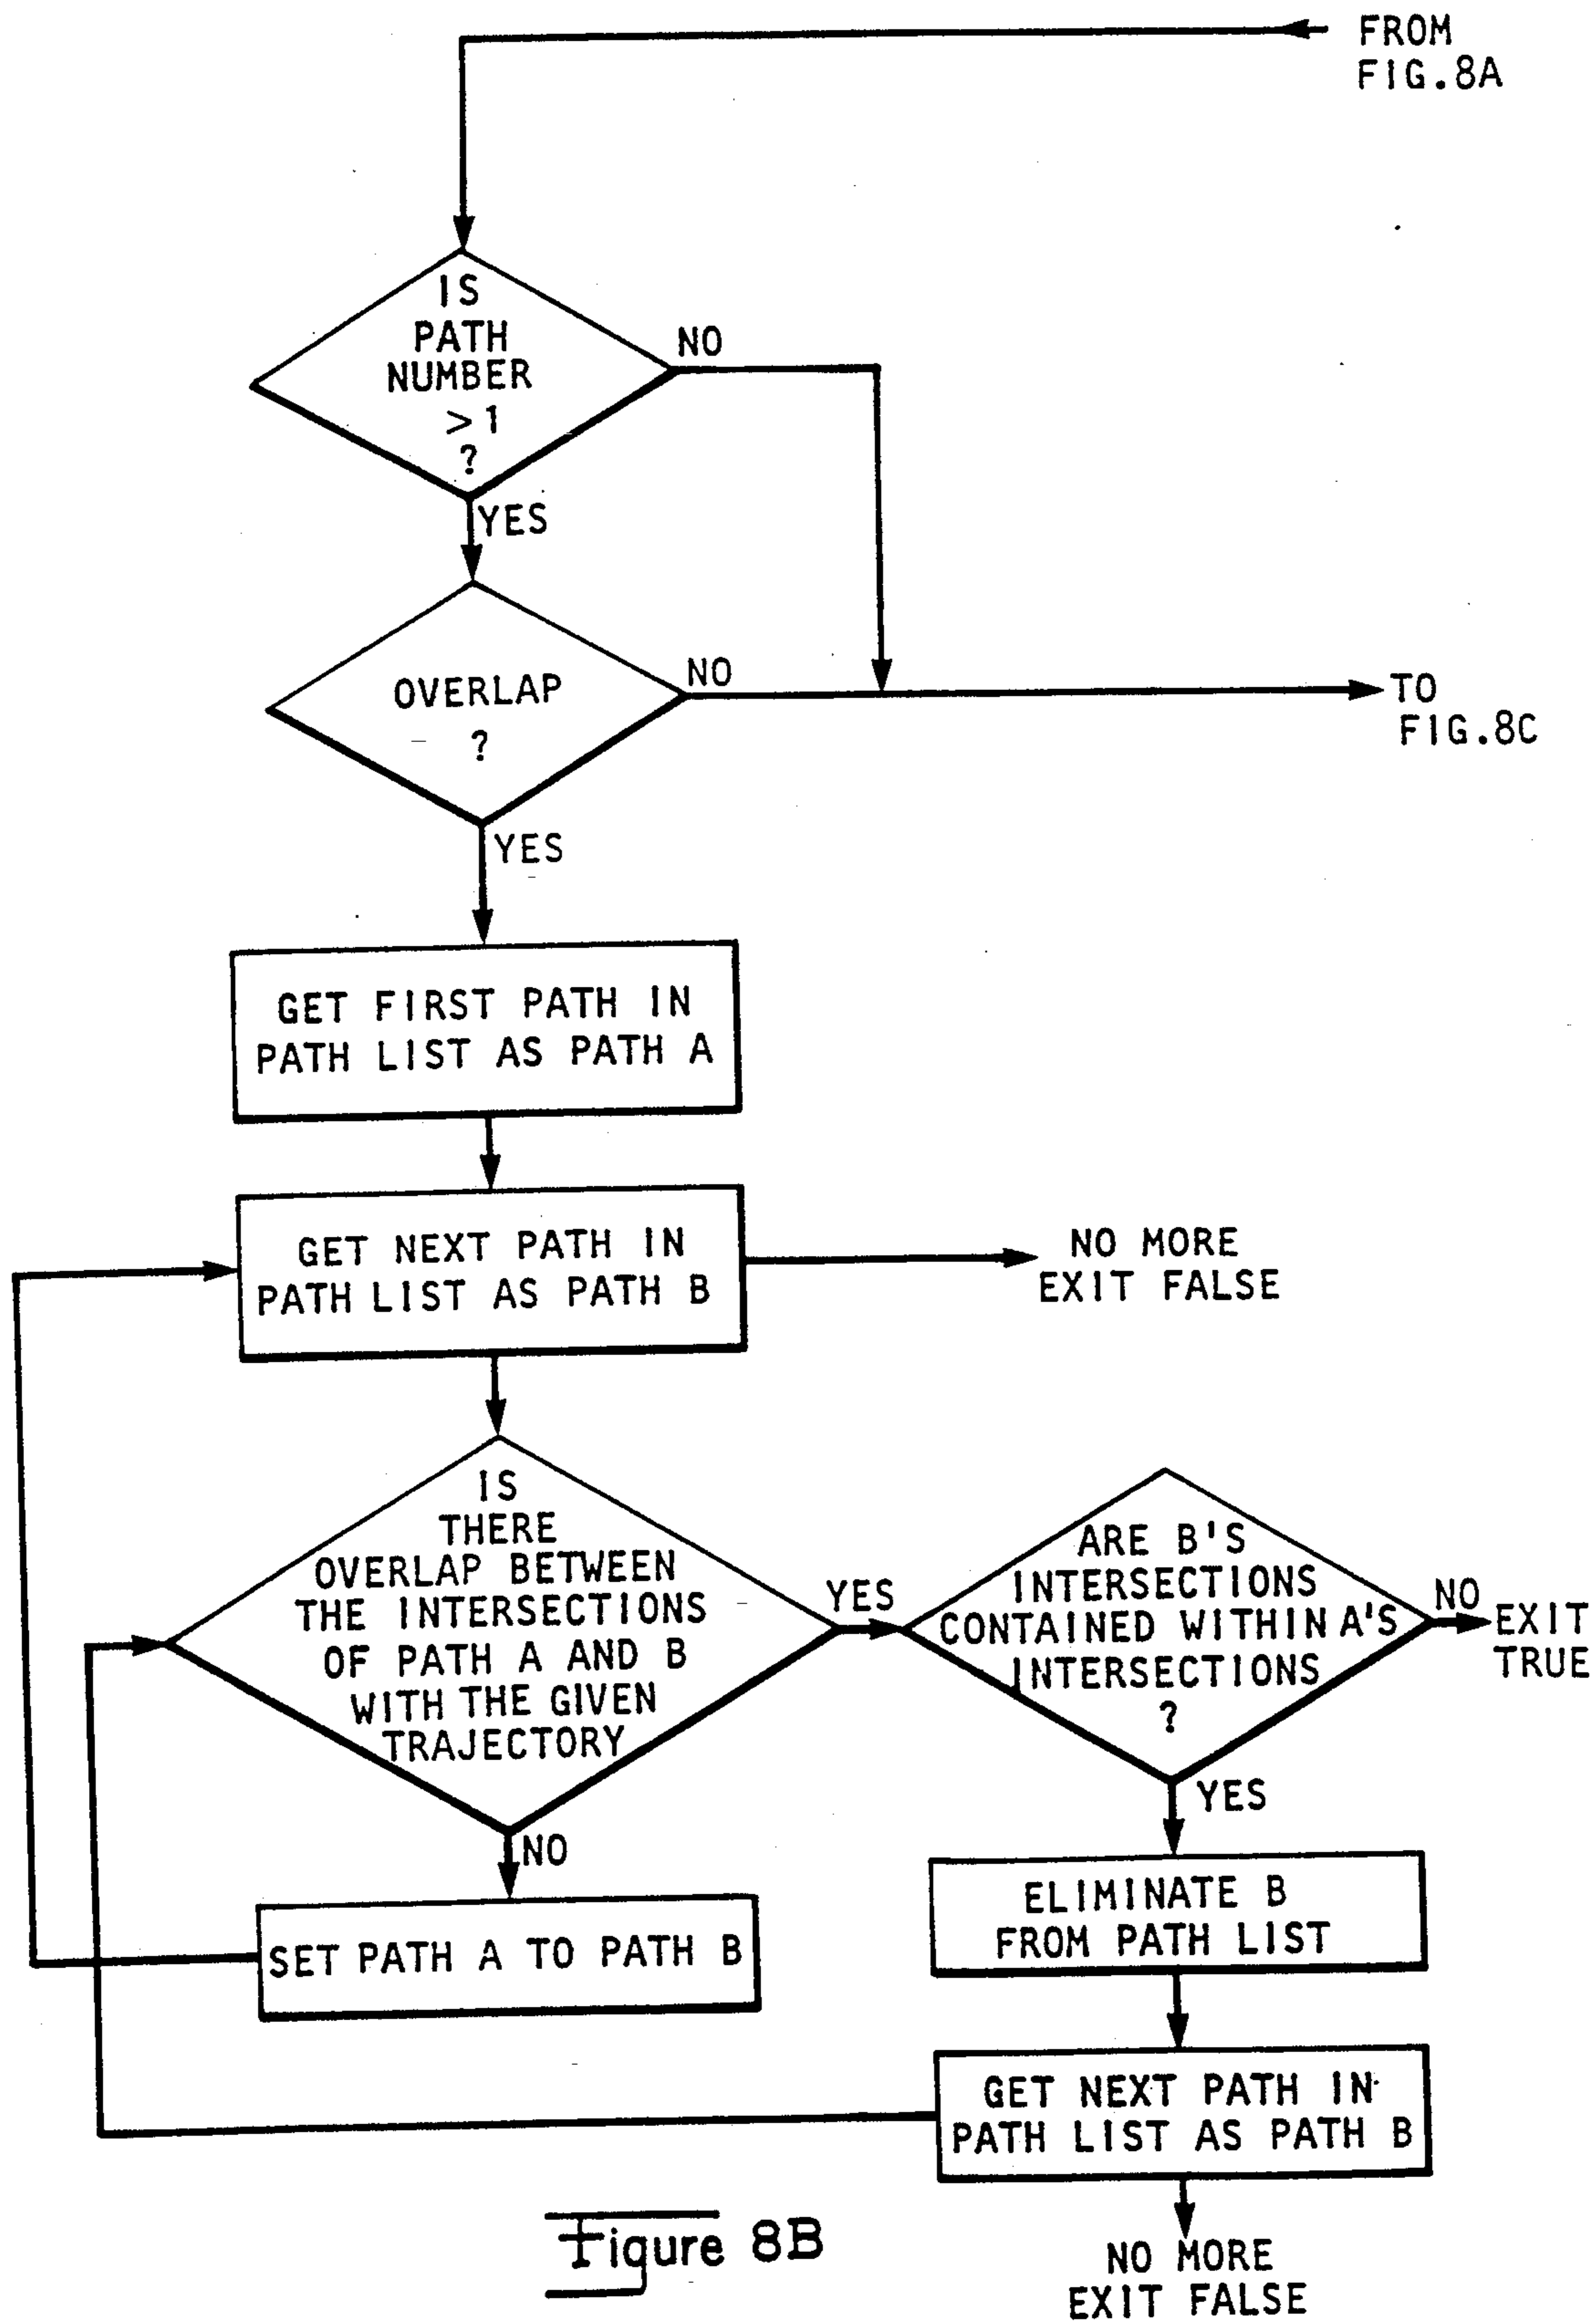 FROM
FIG.8A
IS
PATH
NUMBER
> 1
?
NO
YES
OVERLAP
?
NO
TO
FIG.8C
YES
GET FIRST PATH IN
PATH LIST AS PATH A
GET NEXT PATH IN
PATH LIST AS PATH B
NO MORE
EXIT FALSE
IS
THERE
OVERLAP BETWEEN
THE INTERSECTIONS
OF PATH A AND B
WITH THE GIVEN
TRAJECTORY
YES
ARE B'S
INTERSECTIONS
CONTAINED WITHIN A'S
INTERSECTIONS
?
NO
EXIT
TRUE
YES
NO
ELIMINATE B
FROM PATH LIST
SET PATH A TO PATH B
GET NEXT PATH IN
PATH LIST AS PATH B
NO MORE
EXIT FALSE
Figure 8B